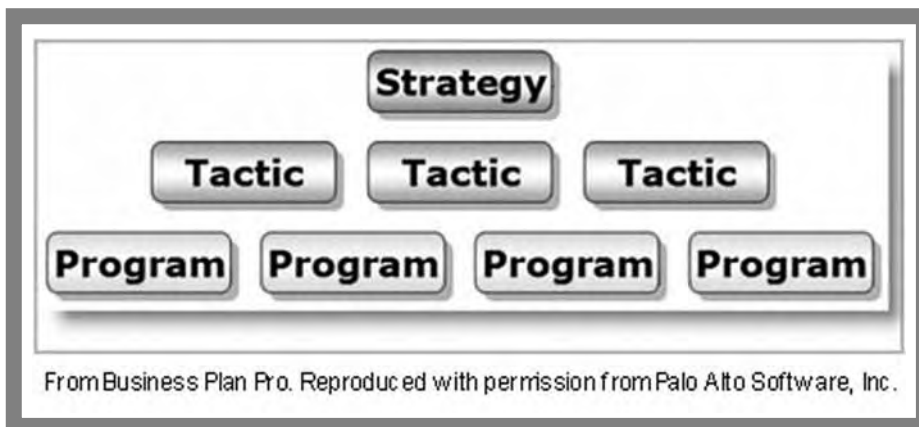 Strategy
Tactic Tactic Tactic
Program Program Program Program
From Business Plan Pro. Reproduced with permission from Palo Alto Software, Inc.